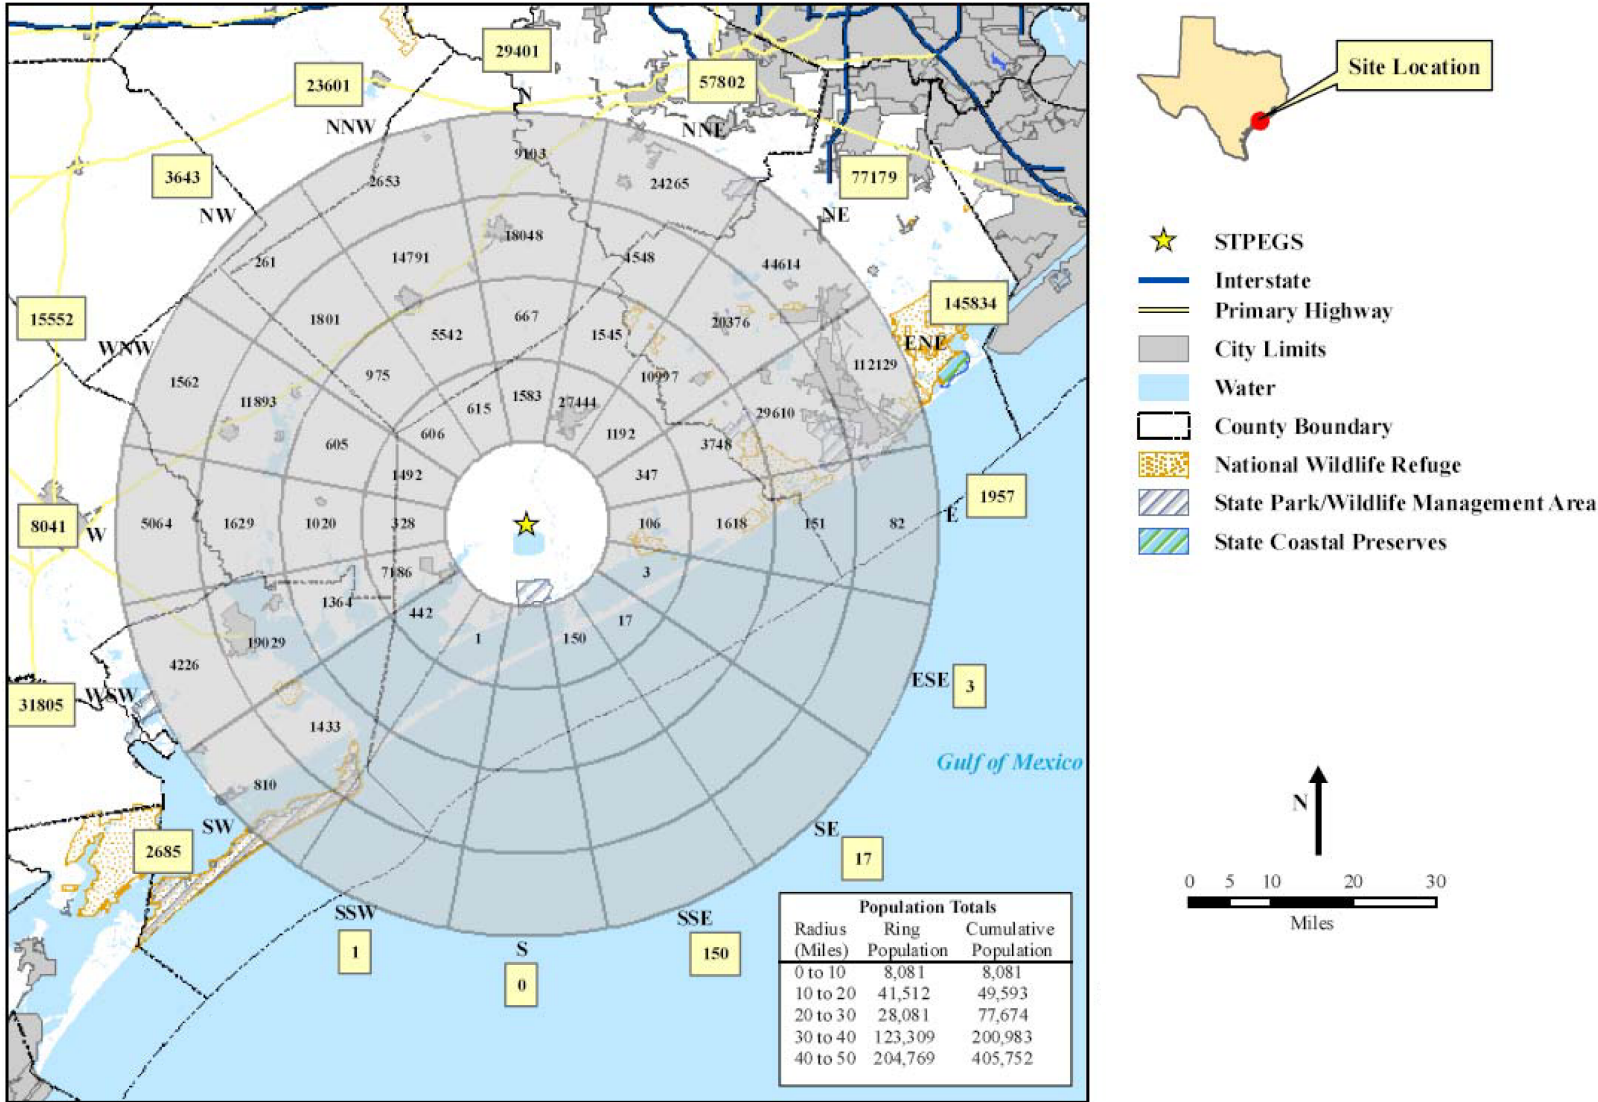 29401
23601
57802
N
NNW
NNE
9103
2653
24265
3643
77179
NW
NE
18048
14791
4548
261
44614
145834
15552
1801
667
20376
5542
1545
WNW
ENE
112129
1562
975
10997
11893
1583
27444
615
29610
605
606
1192
3748
1492
347
8041
W
5064
1629
1020
328
106
1618
151
82
E
1957
7186
3
1364
442
17
1
150
19029
4226
ESE
3
31805
WSW
1433
Gulf of Mexico
810
SW
2685
SE
17
SSW
1
S
0
SSE
150
Population Totals
Radius Ring Cumulative
(Miles) Population Population
0 to 10 8,081 8,081
10 to 20 41,512 49,593
20 to 30 28,081 77,674
30 to 40 123,309 200,983
40 to 50 204,769 405,752
Site Location
STPEGS
Interstate
Primary Highway
City Limits
Water
County Boundary
National Wildlife Refuge
State Park/Wildlife Management Area
State Coastal Preserves
N
0 5 10 20 30
Miles